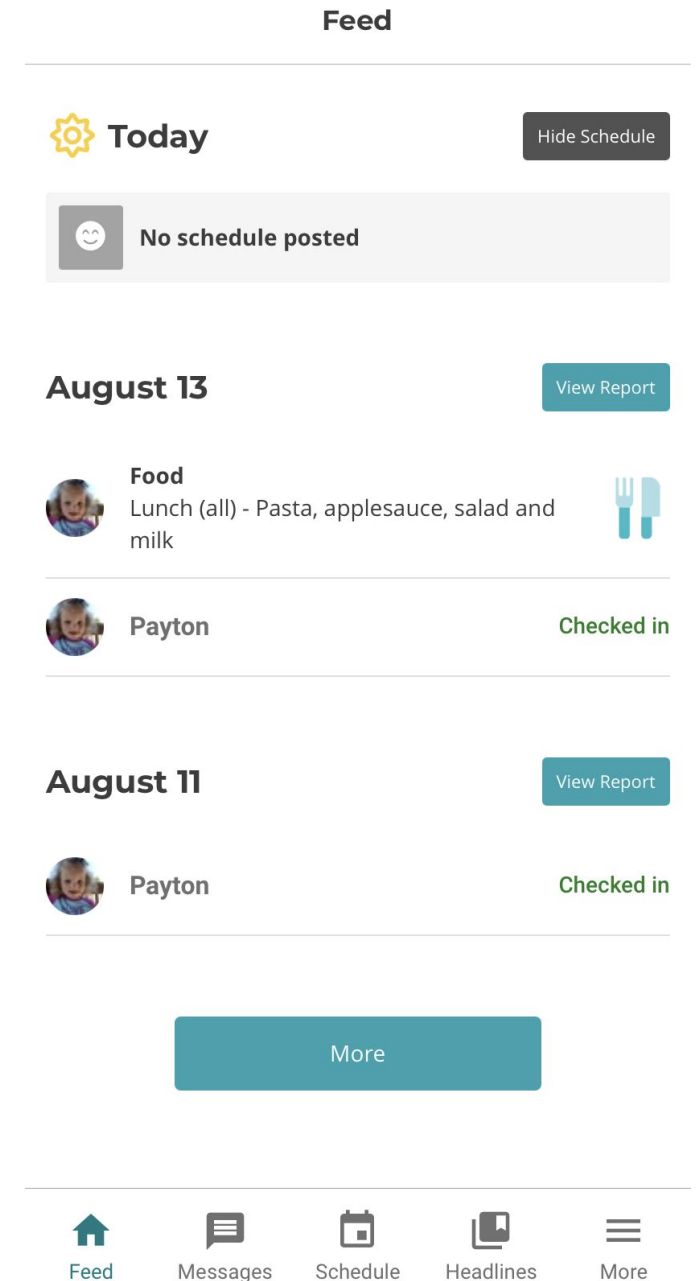 Feed
Today
Hide Schedule
No schedule posted
August 13
View Report
Food
Lunch (all) - Pasta, applesauce, salad and
milk
Payton
Checked in
August 11
View Report
Payton
Checked in
More
Feed
Messages
Schedule
Headlines
More